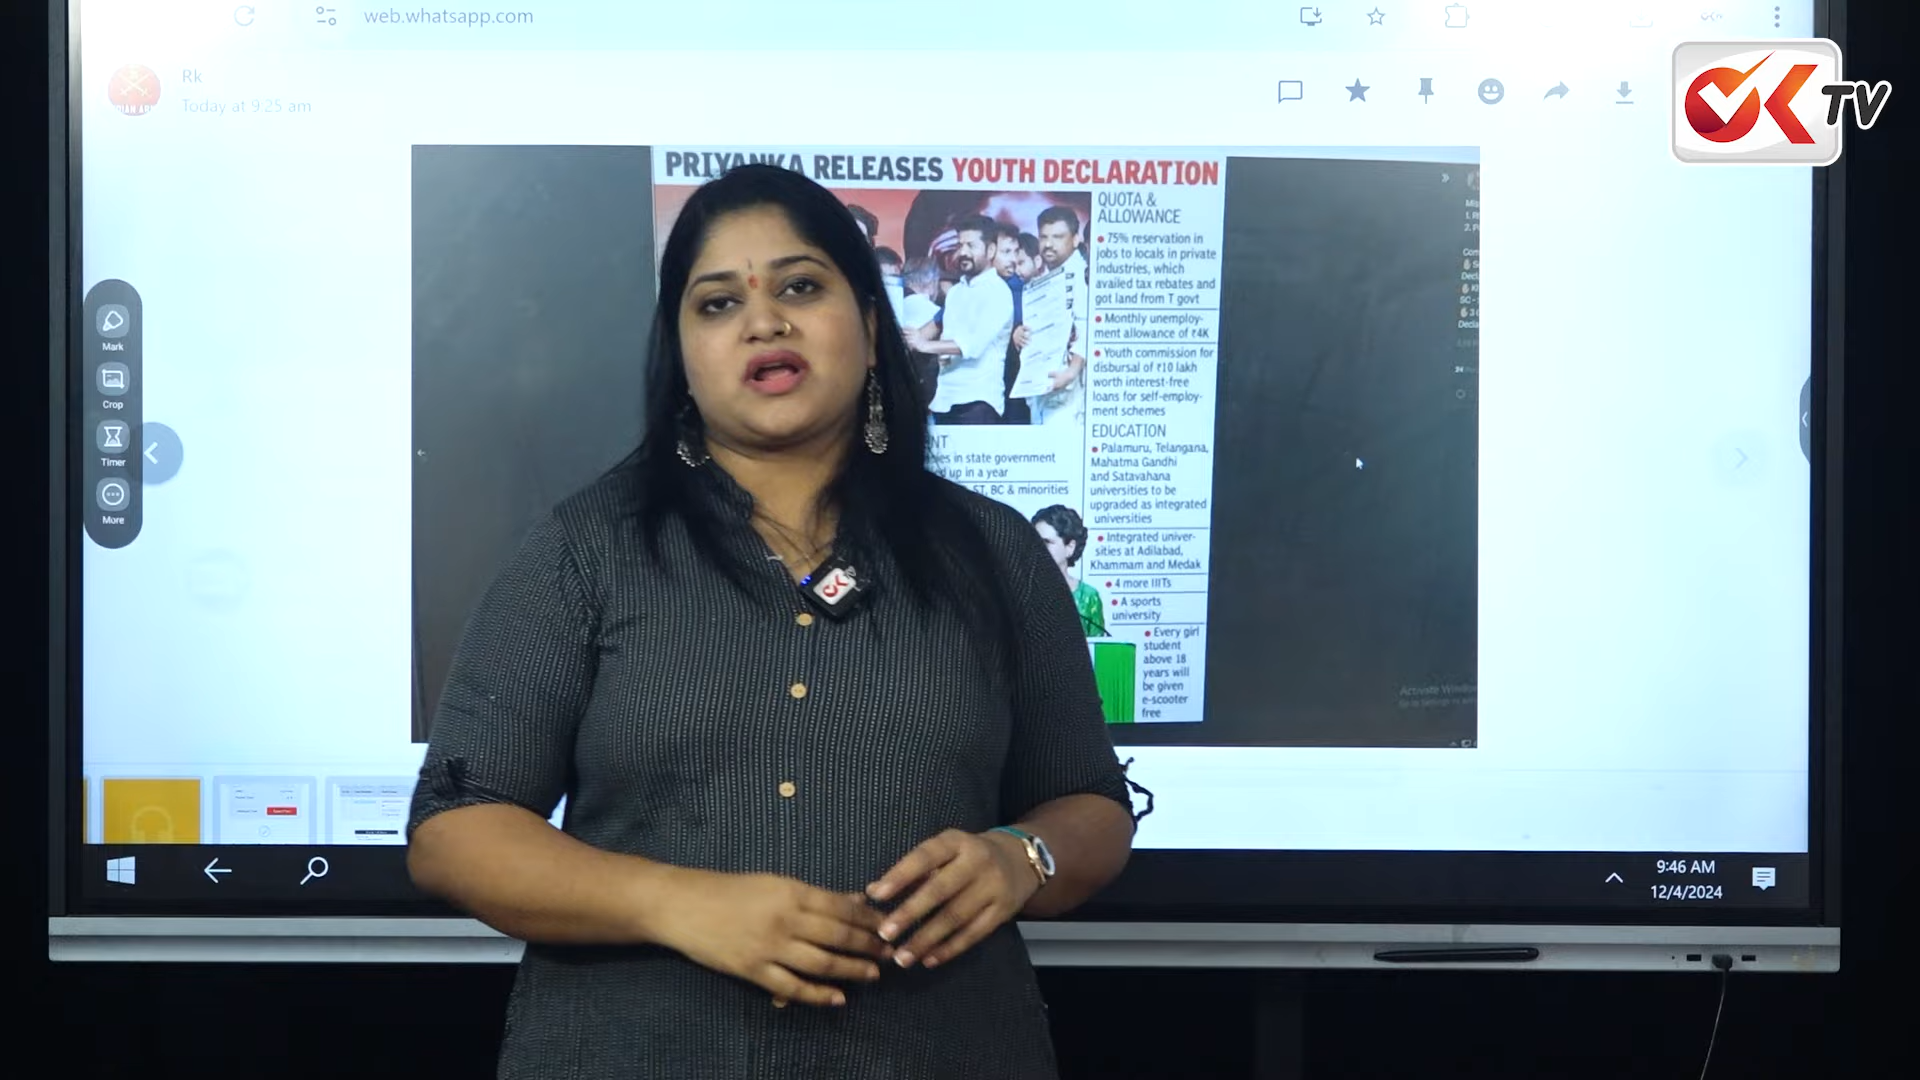 web.whatsapp.com
Rk
Today at 9:25 am
OK TV
PRIYANKA RELEASES YOUTH DECLARATION
QUOTA &
ALLOWANCE
• 75% reservation in
jobs to locals in private
industries, which
availed tax rebates and
got land from T govt
• Monthly unemploy-
ment allowance of ₹4K
• Youth commission for
disbursal of ₹10 lakh
worth interest-free
loans for self-employ-
ment schemes
EDUCATION
• Palamuru, Telangana,
Mahatma Gandhi
and Satavahana
universities to be
upgraded as integrated
universities
• Integrated univer-
sities at Adilabad,
Khammam and Medak
• 4 more IIITs
• A sports
university
• Every girl
student
above 18
years will
be given
e-scooter
free
in state government
up in a year
ST, BC & minorities
Mark
Crop
Timer
More
OK
9:46 AM
12/4/2024